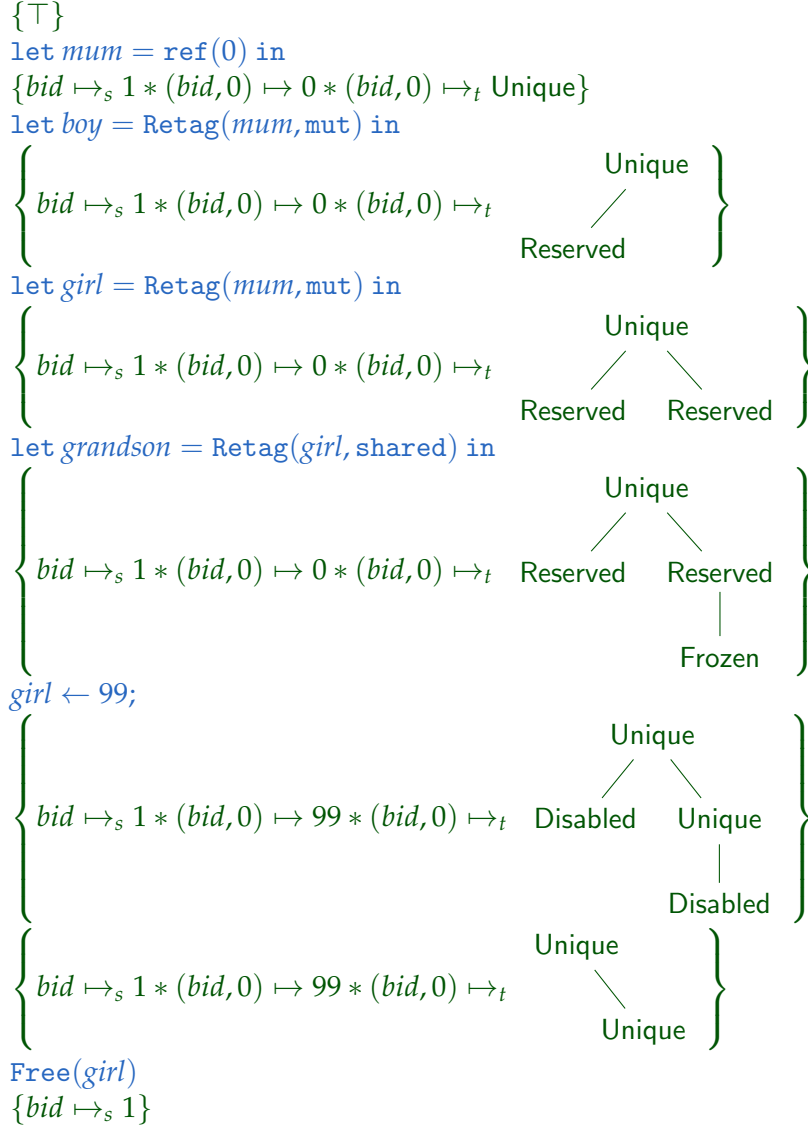 {⊤}
let mum = ref(0) in
{bid ↦ₛ 1 * (bid, 0) ↦ 0 * (bid, 0) ↦ₜ Unique}
let boy = Retag(mum, mut) in
Unique
{bid ↦ₛ 1 * (bid, 0) ↦ 0 * (bid, 0) ↦ₜ }
Reserved
let girl = Retag(mum, mut) in
Unique
{bid ↦ₛ 1 * (bid, 0) ↦ 0 * (bid, 0) ↦ₜ }
Reserved Reserved
let grandson = Retag(girl, shared) in
Unique
{bid ↦ₛ 1 * (bid, 0) ↦ 0 * (bid, 0) ↦ₜ Reserved Reserved}
Frozen
girl ← 99;
Unique
{bid ↦ₛ 1 * (bid, 0) ↦ 99 * (bid, 0) ↦ₜ Disabled Unique}
Disabled
Unique
{bid ↦ₛ 1 * (bid, 0) ↦ 99 * (bid, 0) ↦ₜ }
Unique
Free(girl)
{bid ↦ₛ 1}